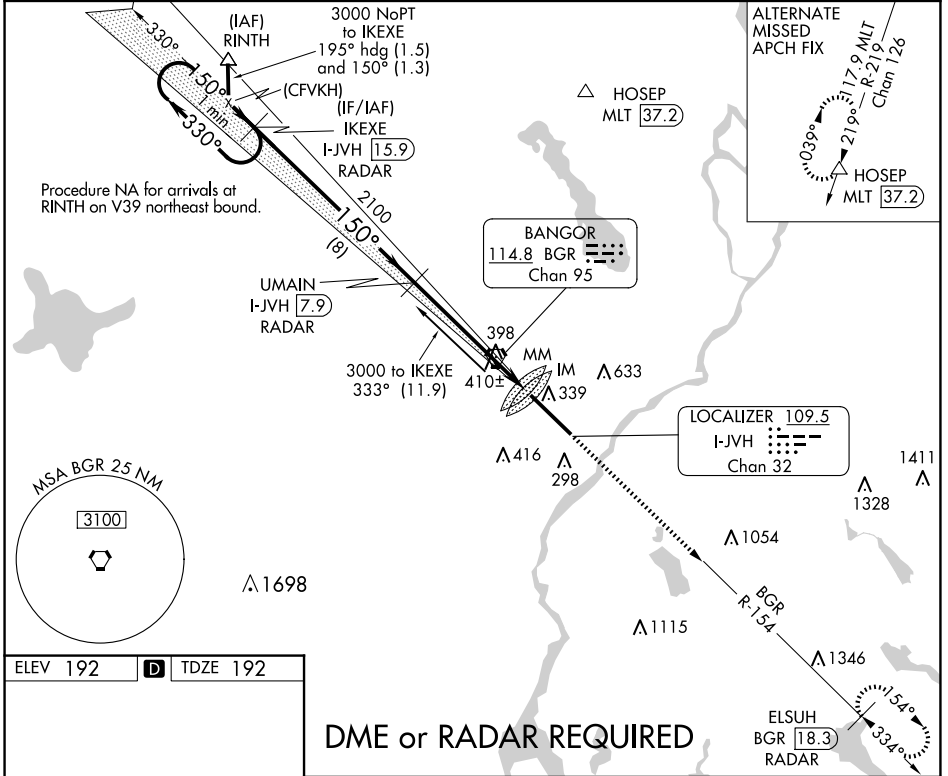 (IAF)
RINTH
3000 NoPT
to IKEXE
195° hdg (1.5)
and 150° (1.3)
330°
150°
1 min
330°
(CFVKH)
(IF/IAF)
IKEXE
I-JVH 15.9
RADAR
HOSEP
MLT 37.2
ALTERNATE
MISSED
APCH FIX
117.9 MLT
R-219
Chan 126
039°
219°
HOSEP
MLT 37.2
Procedure NA for arrivals at
RINTH on V39 northeast bound.
2100
150°
(8)
BANGOR
114.8 BGR
Chan 95
UMAIN
I-JVH 7.9
RADAR
3000 to IKEXE
333° (11.9)
398
410±
MM
IM
339
633
LOCALIZER 109.5
I-JVH
Chan 32
416
298
1411
1328
MSA BGR 25 NM
3100
1054
1698
BGR
R-154
1115
1346
ELEV 192 D TDZE 192
154°
334°
ELSUH
BGR 18.3
RADAR
DME or RADAR REQUIRED